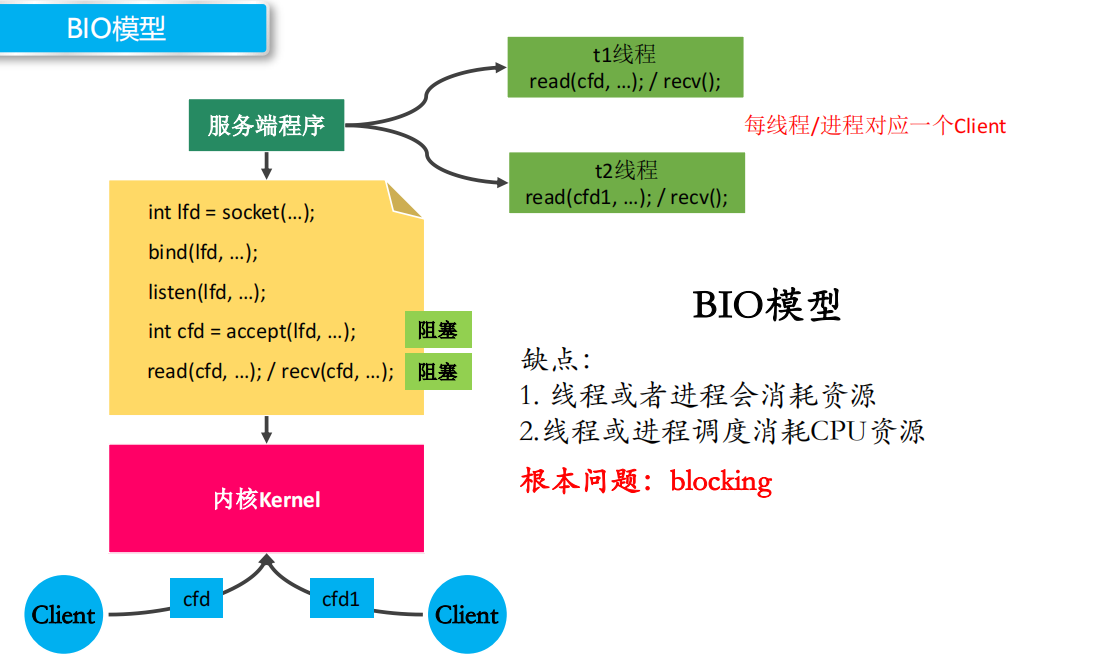 BIO模型
t1线程
read(cfd, …); / recv();
服务端程序
每线程/进程对应一个Client
t2线程
read(cfd1, …); / recv();
int lfd = socket(…);
bind(lfd, …);
listen(lfd, …);
int cfd = accept(lfd, …);
阻塞
read(cfd, …); / recv(cfd, …);
阻塞
BIO模型
缺点：
1. 线程或者进程会消耗资源
2.线程或进程调度消耗CPU资源
根本问题：blocking
内核Kernel
cfd
cfd1
Client
Client